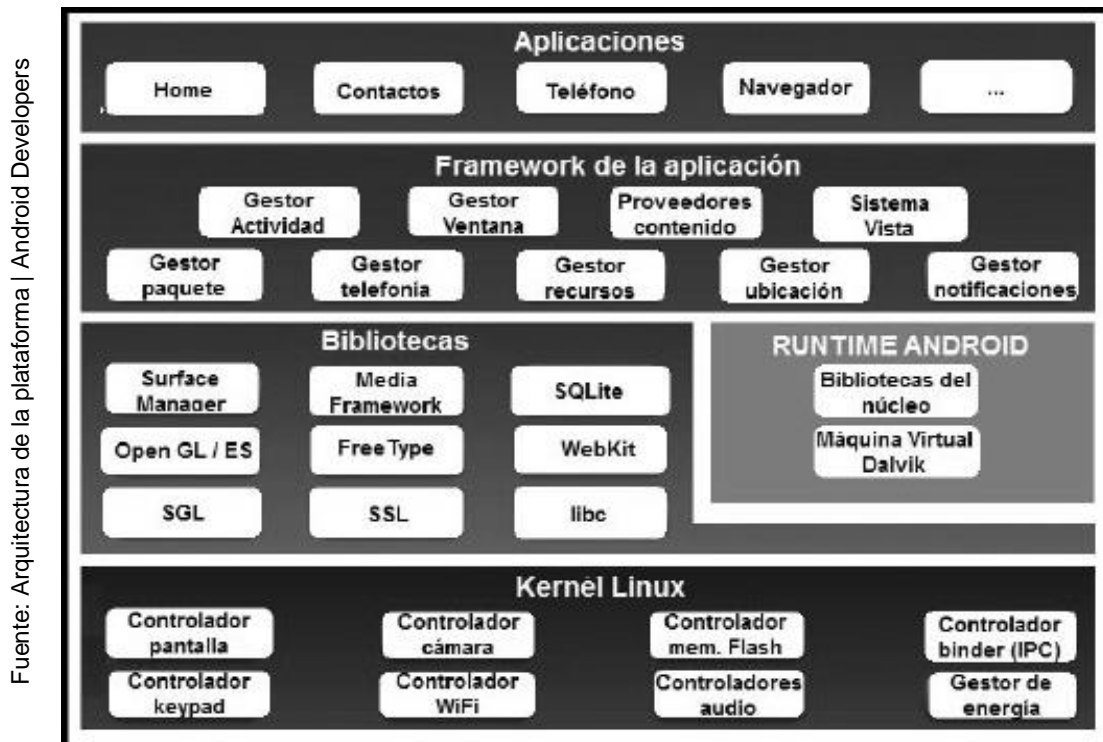 Fuente: Arquitectura de la plataforma | Android Developers
Aplicaciones
Home
Contactos
Teléfono
Navegador
...
Framework de la aplicación
Gestor
Actividad
Gestor
Ventana
Proveedores
contenido
Sistema
Vista
Gestor
paquete
Gestor
telefonía
Gestor
recursos
Gestor
ubicación
Gestor
notificaciones
Bibliotecas
Surface
Manager
Media
Framework
SQLite
Open GL / ES
FreeType
WebKit
SGL
SSL
libc
RUNTIME ANDROID
Bibliotecas del
núcleo
Máquina Virtual
Dalvik
Kernel Linux
Controlador
pantalla
Controlador
cámara
Controlador
mem. Flash
Controlador
binder (IPC)
Controlador
keypad
Controlador
WiFi
Controladores
audio
Gestor de
energía